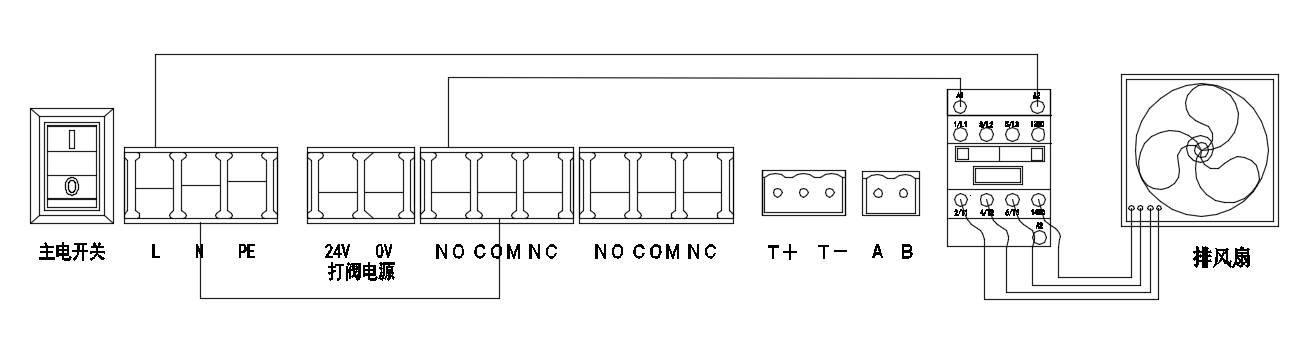 A1 A2
1/L1 3/L2 5/L3 13NO
2/T1 4/T2 6/T3 14NO
A2
主电开关 L N PE 24V 0V NO COM NC NO COM NC T+ T- A B 排风扇
打阀电源